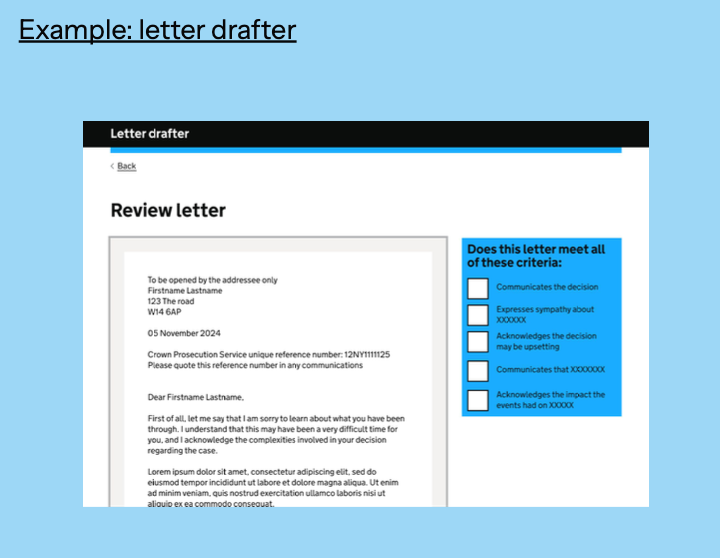 Example: letter drafter
Letter drafter
< Back
Review letter
To be opened by the addressee only
Firstname Lastname
123 The road
W14 6AP
05 November 2024
Crown Prosecution Service unique reference number: 12NY1111125
Please quote this reference number in any communications
Dear Firstname Lastname,
First of all, let me say that I am sorry to learn about what you have been
through. I understand that this may have been a very difficult time for
you, and I acknowledge the complexities involved in your decision
regarding the case.
Lorem ipsum dolor sit amet, consectetur adipiscing elit, sed do
eiusmod tempor incididunt ut labore et dolore magna aliqua. Ut enim
ad minim veniam, quis nostrud exercitation ullamco laboris nisi ut
aliquip ex ea commodo consequat.
Does this letter meet all
of these criteria:
Communicates the decision
Expresses sympathy about
XXXXXX
Acknowledges the decision
may be upsetting
Communicates that XXXXXXX
Acknowledges the impact the
events had on XXXXX